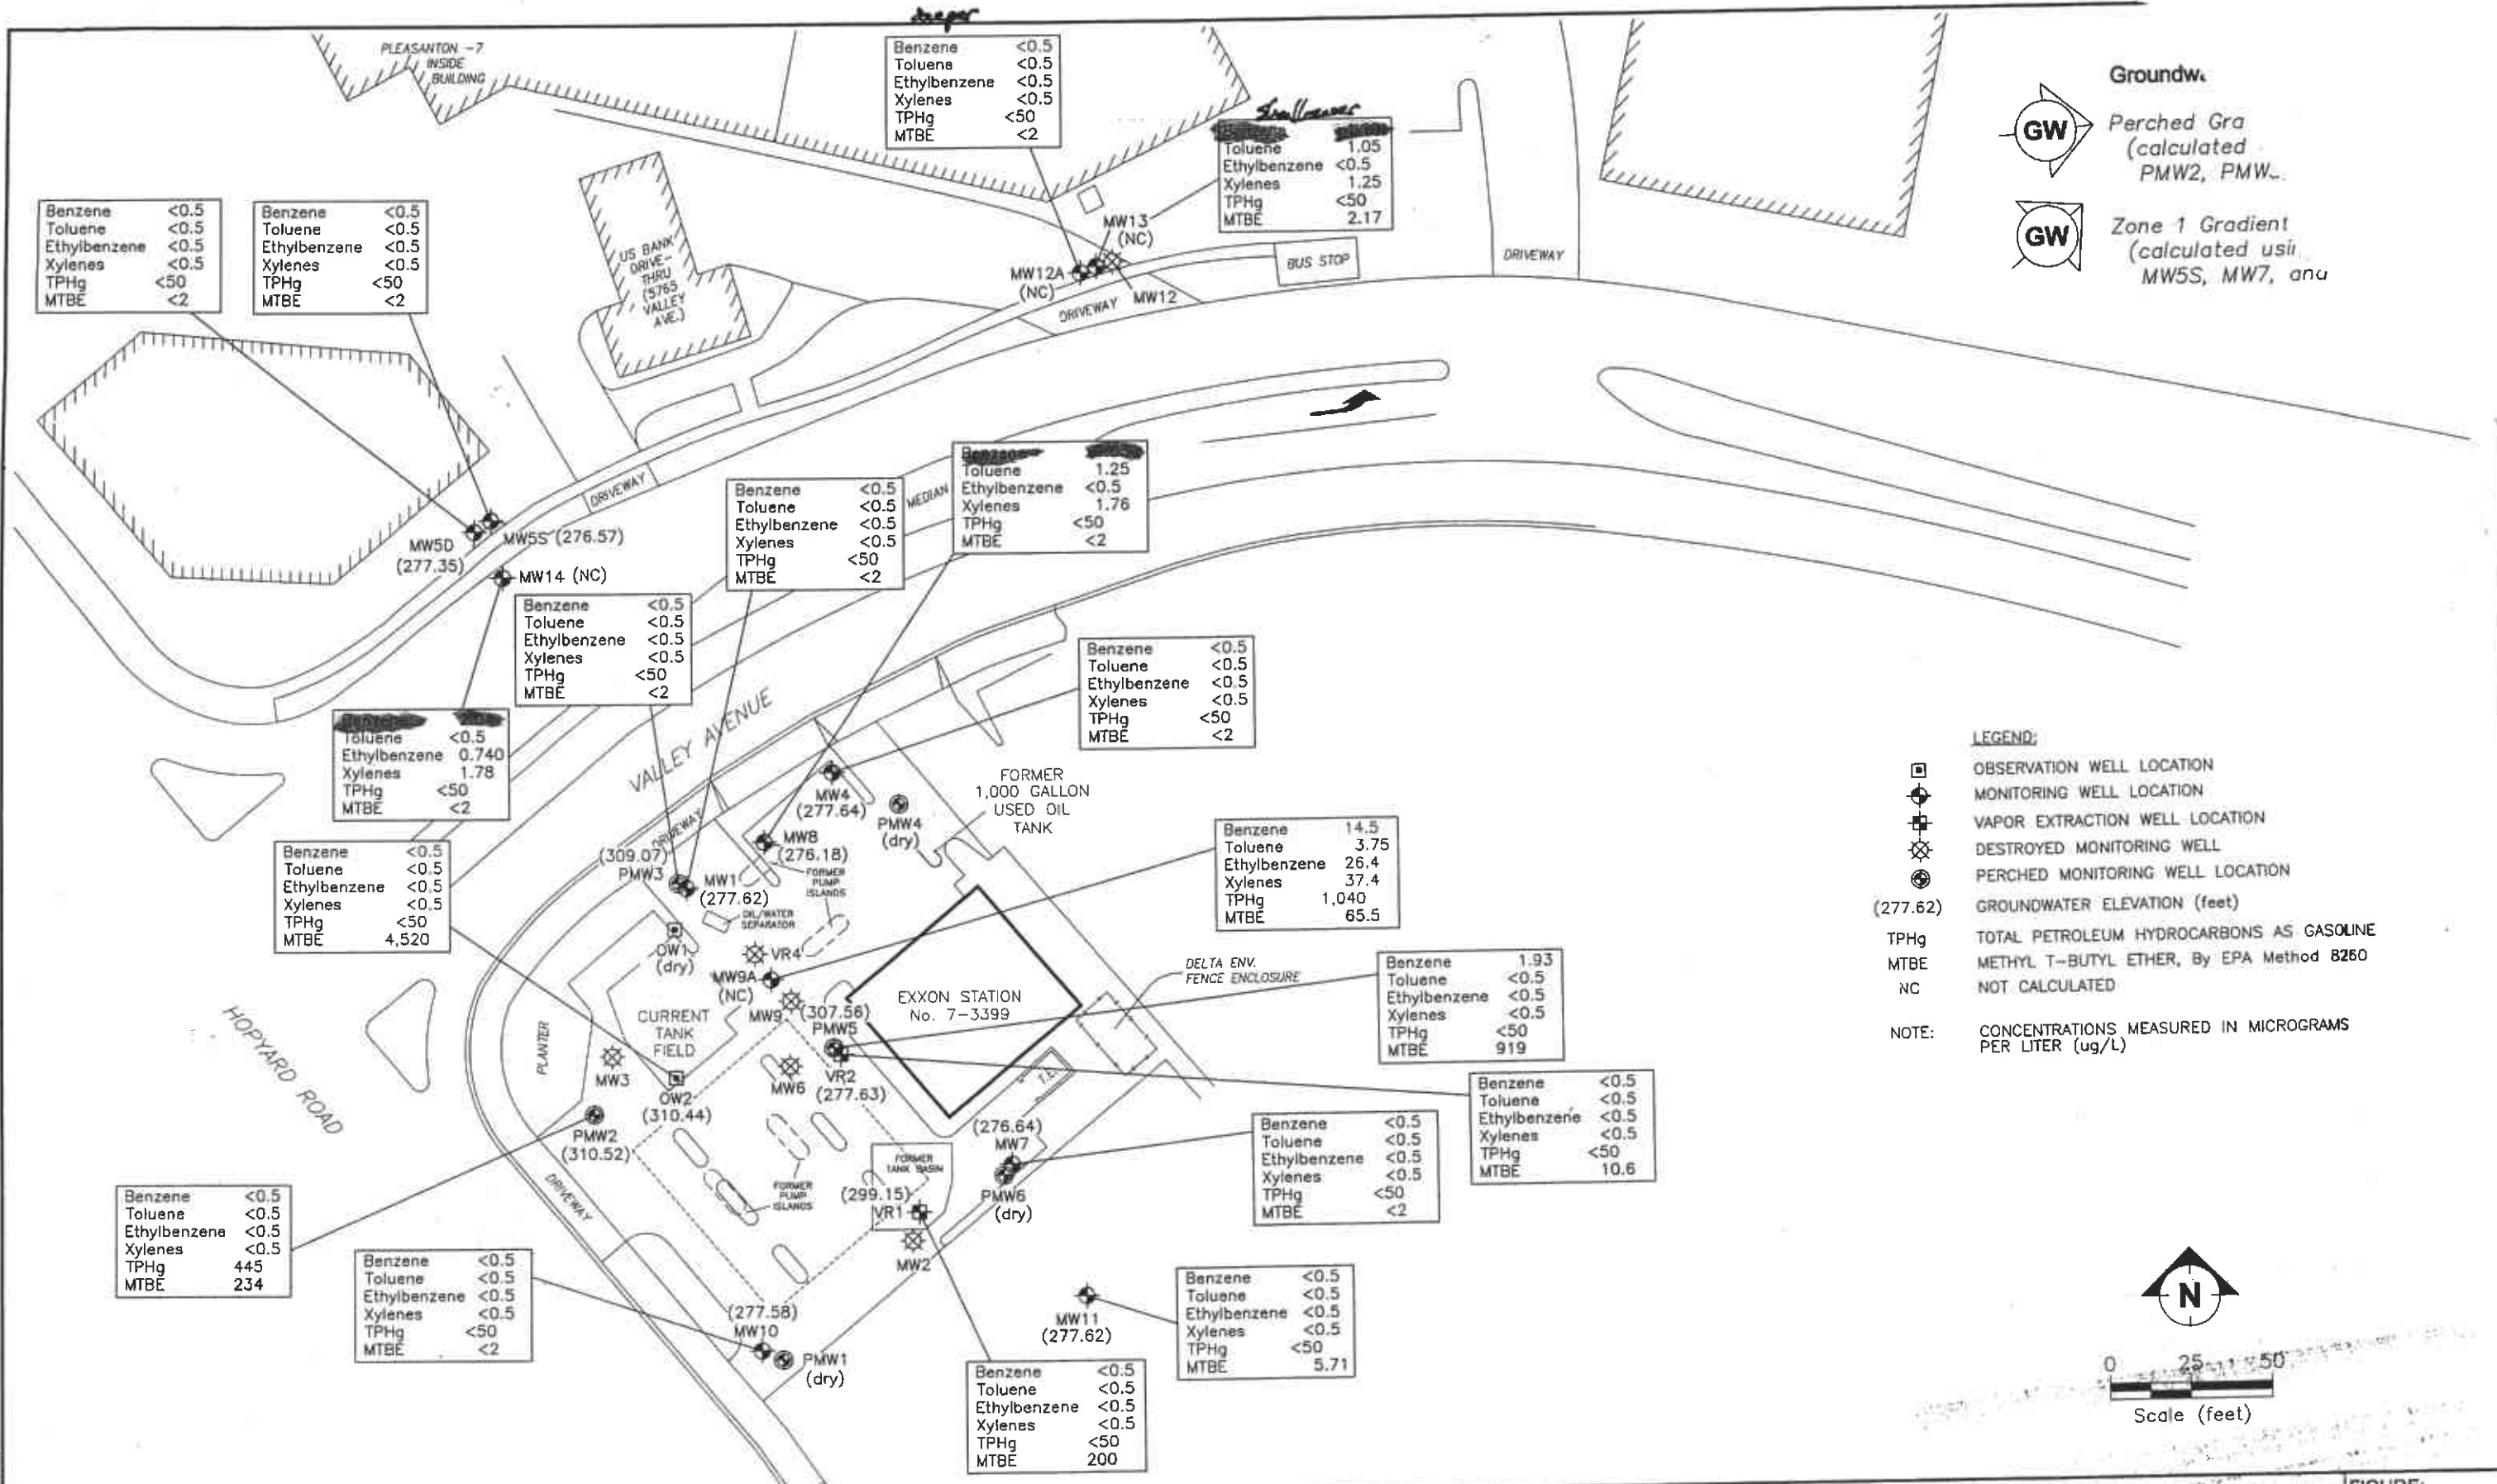 deeper
PLEASANTON -7
INSIDE
BUILDING
Benzene <0.5
Toluene <0.5
Ethylbenzene <0.5
Xylenes <0.5
TPHg <50
MTBE <2
Shallower
Toluene 1.05
Ethylbenzene <0.5
Xylenes 1.25
TPHg <50
MTBE 2.17
Groundw
GW
Perched Gra
(calculated
PMW2, PMW
GW
Zone 1 Gradient
(calculated usin
MW5S, MW7, and
Benzene <0.5
Toluene <0.5
Ethylbenzene <0.5
Xylenes <0.5
TPHg <50
MTBE <2
Benzene <0.5
Toluene <0.5
Ethylbenzene <0.5
Xylenes <0.5
TPHg <50
MTBE <2
US BANK
DRIVE-
THRU
(5765
VALLEY
AVE.)
MW13
(NC)
MW12A
(NC)
MW12
BUS STOP
DRIVEWAY
DRIVEWAY
DRIVEWAY
MEDIAN
MW5D
(277.35)
MW5S (276.57)
MW14 (NC)
Benzene <0.5
Toluene <0.5
Ethylbenzene <0.5
Xylenes <0.5
TPHg <50
MTBE <2
Benzene
Toluene 1.25
Ethylbenzene <0.5
Xylenes 1.76
TPHg <50
MTBE <2
Benzene <0.5
Toluene <0.5
Ethylbenzene <0.5
Xylenes <0.5
TPHg <50
MTBE <2
Benzene <0.5
Toluene <0.5
Ethylbenzene <0.5
Xylenes <0.5
TPHg <50
MTBE <2
Benzene
Toluene <0.5
Ethylbenzene 0.740
Xylenes 1.78
TPHg <50
MTBE <2
VALLEY AVENUE
MW4
(277.64)
PMW4
(dry)
FORMER
1,000 GALLON
USED OIL
TANK
DRIVEWAY
MW8
(276.18)
(309.07)
PMW3
MW1
(277.62)
FORMER
PUMP
ISLANDS
OIL/WATER
SEPARATOR
Benzene <0.5
Toluene <0.5
Ethylbenzene <0.5
Xylenes <0.5
TPHg <50
MTBE 4,520
Benzene 14.5
Toluene 3.75
Ethylbenzene 26.4
Xylenes 37.4
TPHg 1,040
MTBE 65.5
LEGEND:
OBSERVATION WELL LOCATION
MONITORING WELL LOCATION
VAPOR EXTRACTION WELL LOCATION
DESTROYED MONITORING WELL
PERCHED MONITORING WELL LOCATION
(277.62) GROUNDWATER ELEVATION (feet)
TPHg TOTAL PETROLEUM HYDROCARBONS AS GASOLINE
MTBE METHYL T-BUTYL ETHER, By EPA Method 8260
NC NOT CALCULATED
NOTE: CONCENTRATIONS MEASURED IN MICROGRAMS
PER LITER (ug/L)
OW1
(dry)
VR4
MW9A
(NC)
MW9
(307.56)
PMW5
EXXON STATION
No. 7-3399
DELTA ENV.
FENCE ENCLOSURE
Benzene 1.93
Toluene <0.5
Ethylbenzene <0.5
Xylenes <0.5
TPHg <50
MTBE 919
CURRENT
TANK
FIELD
HOPYARD ROAD
PLANTER
MW3
OW2
(310.44)
MW6
VR2
(277.63)
T.E.
PMW2
(310.52)
DRIVEWAY
FORMER
PUMP
ISLANDS
FORMER
TANK BASIN
(299.15)
VR1
MW2
(276.64)
MW7
PMW6
(dry)
Benzene <0.5
Toluene <0.5
Ethylbenzene <0.5
Xylenes <0.5
TPHg <50
MTBE 10.6
Benzene <0.5
Toluene <0.5
Ethylbenzene <0.5
Xylenes <0.5
TPHg <50
MTBE <2
Benzene <0.5
Toluene <0.5
Ethylbenzene <0.5
Xylenes <0.5
TPHg 445
MTBE 234
Benzene <0.5
Toluene <0.5
Ethylbenzene <0.5
Xylenes <0.5
TPHg <50
MTBE <2
(277.58)
MW10
PMW1
(dry)
MW11
(277.62)
Benzene <0.5
Toluene <0.5
Ethylbenzene <0.5
Xylenes <0.5
TPHg <50
MTBE 5.71
Benzene <0.5
Toluene <0.5
Ethylbenzene <0.5
Xylenes <0.5
TPHg <50
MTBE 200
N
0 25 50
Scale (feet)
FIGURE: